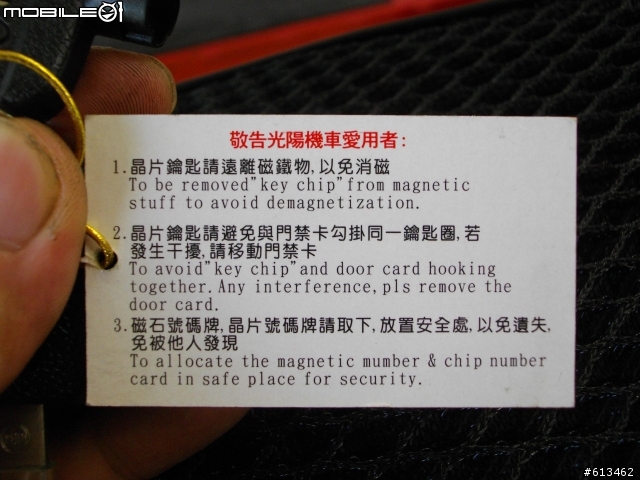 MOBILE01
敬告光陽機車愛用者:
1.晶片鑰匙請遠離磁鐵物,以免消磁
To be removed"key chip"from magnetic
stuff to avoid demagnetization.
2.晶片鑰匙請避免與門禁卡勾掛同一鑰匙圈,若
發生干擾,請移動門禁卡
To avoid"key chip"and door card hooking
together. Any interference, pls remove the
door card.
3.磁石號碼牌,晶片號碼牌請取下,放置安全處,以免遺失,
免被他人發現
To allocate the magnetic mumber & chip number
card in safe place for security.
#613462